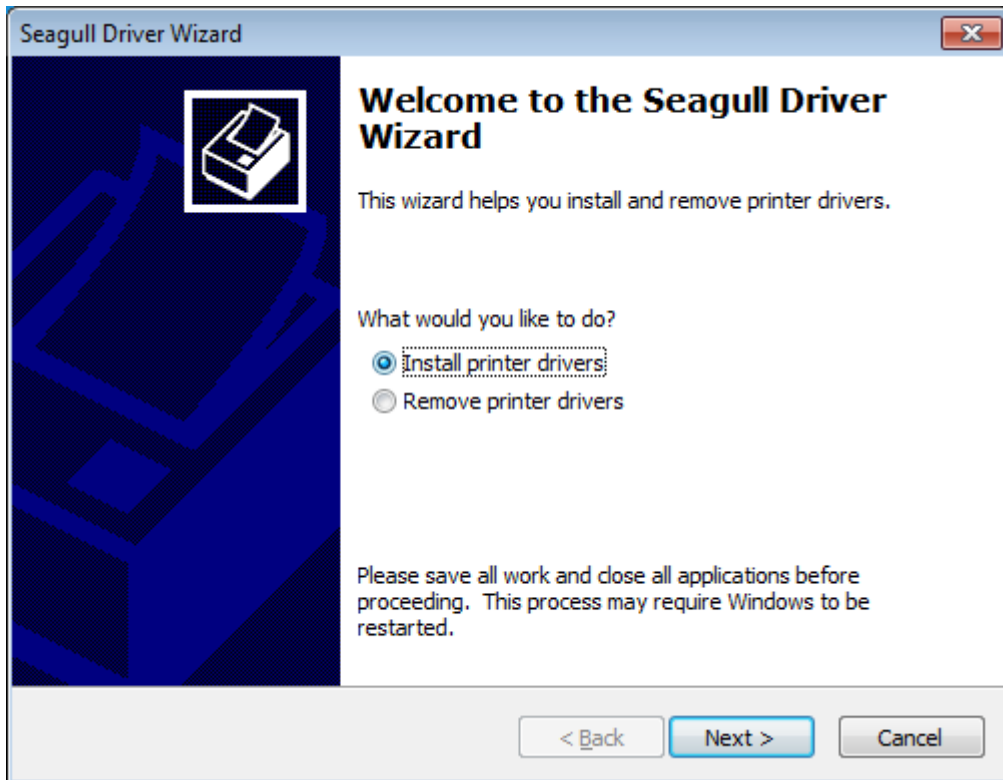 Seagull Driver Wizard
Welcome to the Seagull Driver
Wizard
This wizard helps you install and remove printer drivers.
What would you like to do?
Install printer drivers
Remove printer drivers
Please save all work and close all applications before
proceeding.  This process may require Windows to be
restarted.
< Back
Next >
Cancel